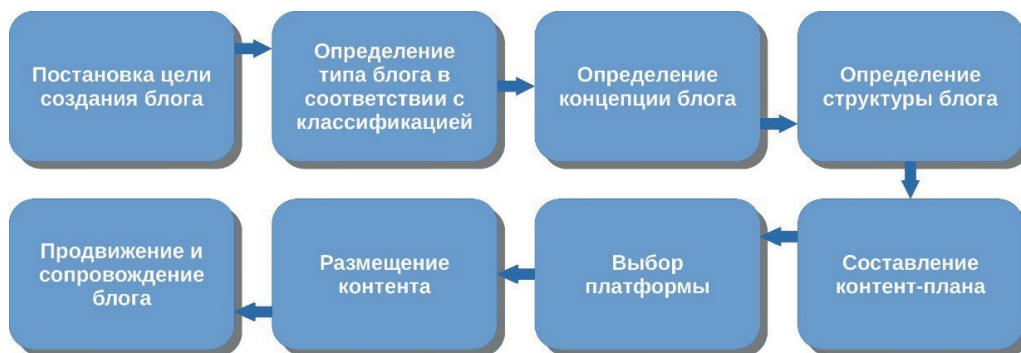 Постановка цели
создания блога
Определение
типа блога в
соответствии с
классификацией
Определение
концепции блога
Определение
структуры блога
Составление
контент-плана
Выбор
платформы
Размещение
контента
Продвижение и
сопровождение
блога